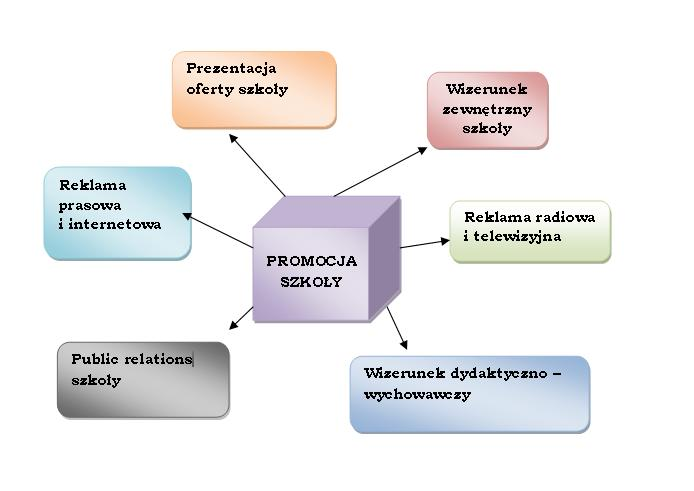 Prezentacja
oferty szkoły
Wizerunek
zewnętrzny
szkoły
Reklama
prasowa
i internetowa
Reklama radiowa
i telewizyjna
PROMOCJA
SZKOŁY
Public relations
szkoły
Wizerunek dydaktyczno –
wychowawczy